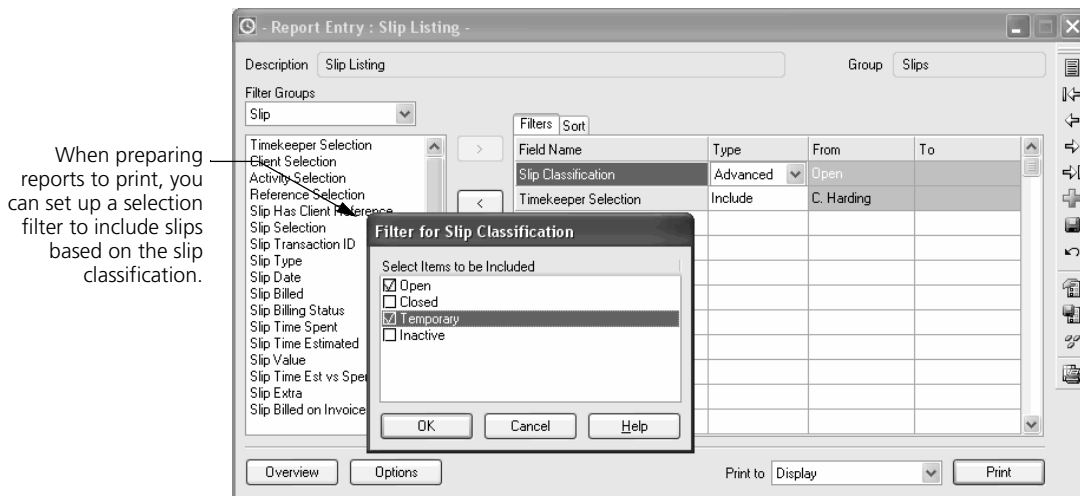 - Report Entry : Slip Listing -
Description Slip Listing Group Slips
Filter Groups
Slip
Filters Sort
Timekeeper Selection
Client Selection
Activity Selection
Reference Selection
Slip Has Client Reference
Slip Selection
Slip Transaction ID
Slip Type
Slip Date
Slip Billed
Slip Billing Status
Slip Time Spent
Slip Time Estimated
Slip Value
Slip Time Est vs Spe
Slip Extra
Slip Billed on Invoice
>
<
Field Name Type From To
Slip Classification Advanced Open
Timekeeper Selection Include C. Harding
When preparing
reports to print, you
can set up a selection
filter to include slips
based on the slip
classification.
Filter for Slip Classification
Select Items to be Included
Open
Closed
Temporary
Inactive
OK Cancel Help
Overview Options Print to Display Print